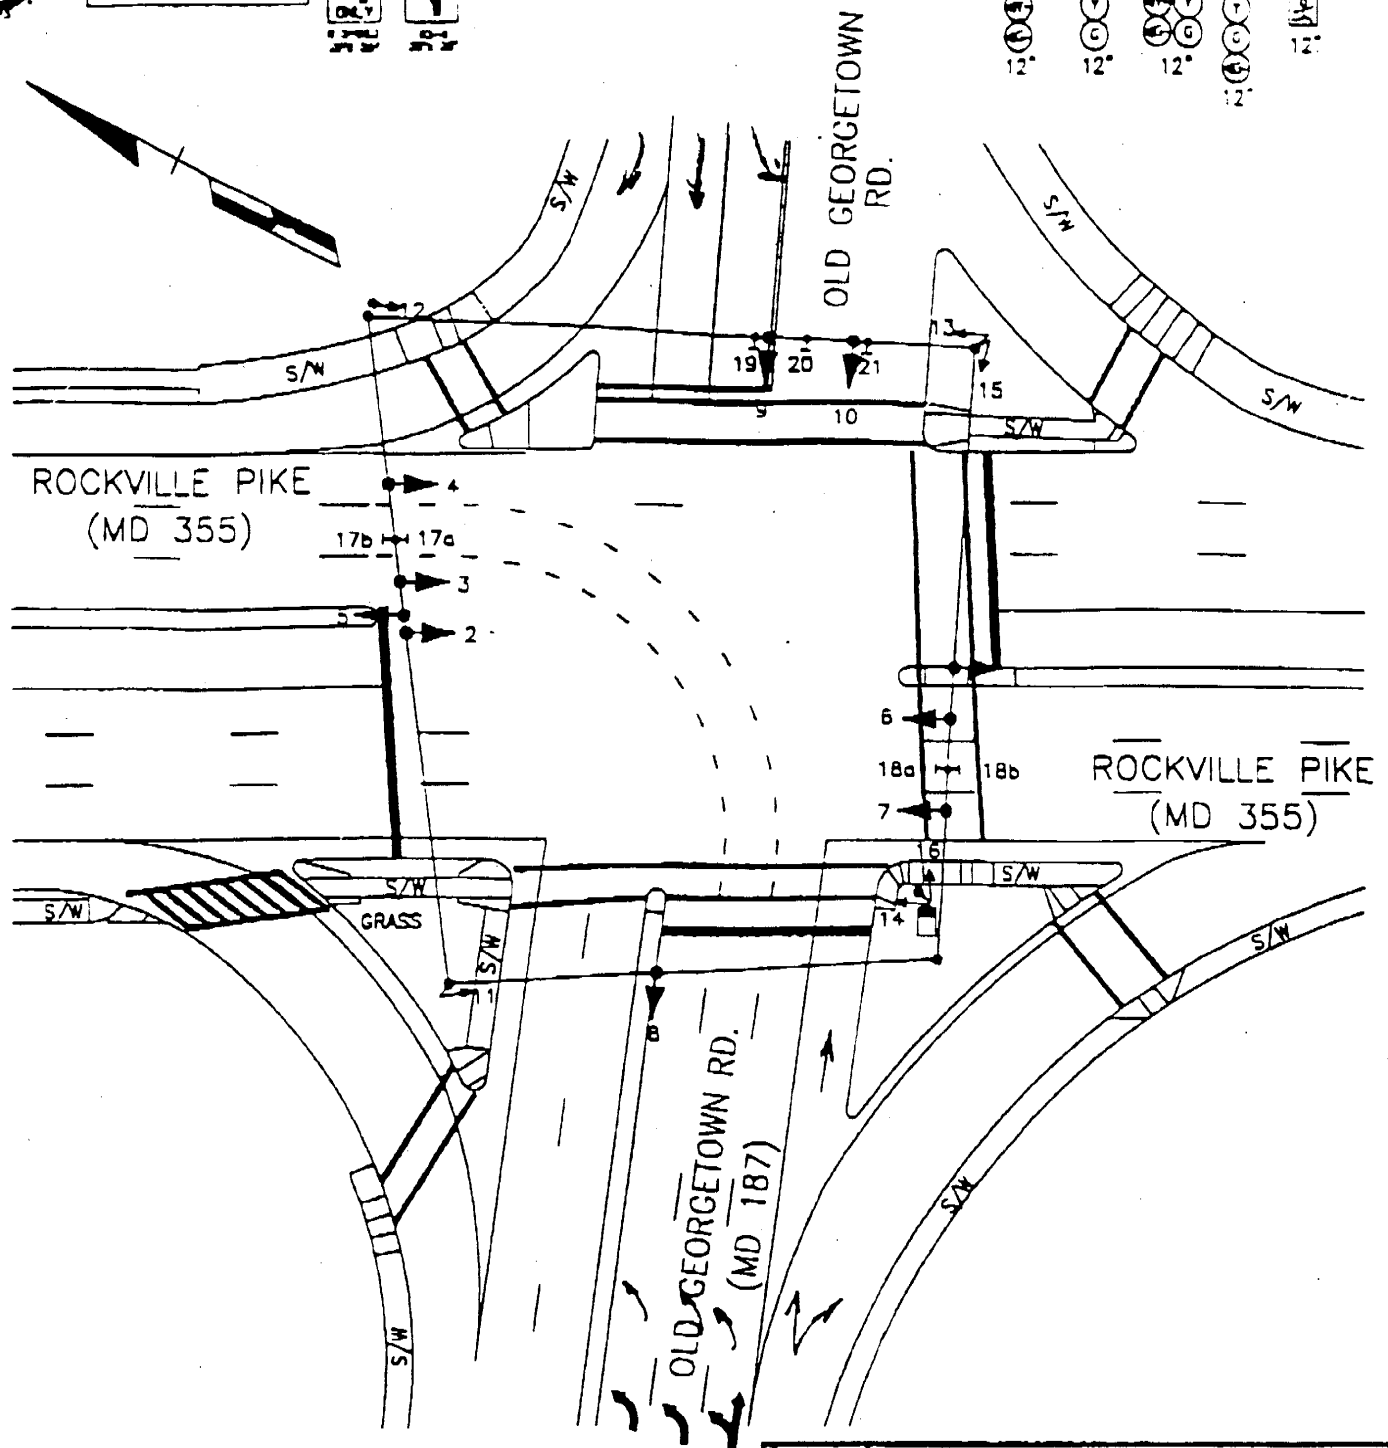 ONLY
Y
Y
Y
Y
G
G
G
G
12"
12"
12"
12"
12"
OLD GEORGETOWN
RD.
S/W
S/W
12
13
S/W
19
20
21
15
S/W
9
10
S/W
ROCKVILLE PIKE
(MD 355)
4
17b
17a
3
5
2
6
18a
18b
ROCKVILLE PIKE
(MD 355)
7
16
S/W
S/W
S/W
GRASS
14
S/W
S/W
11
8
OLD GEORGETOWN RD.
(MD 187)
S/W
S/W